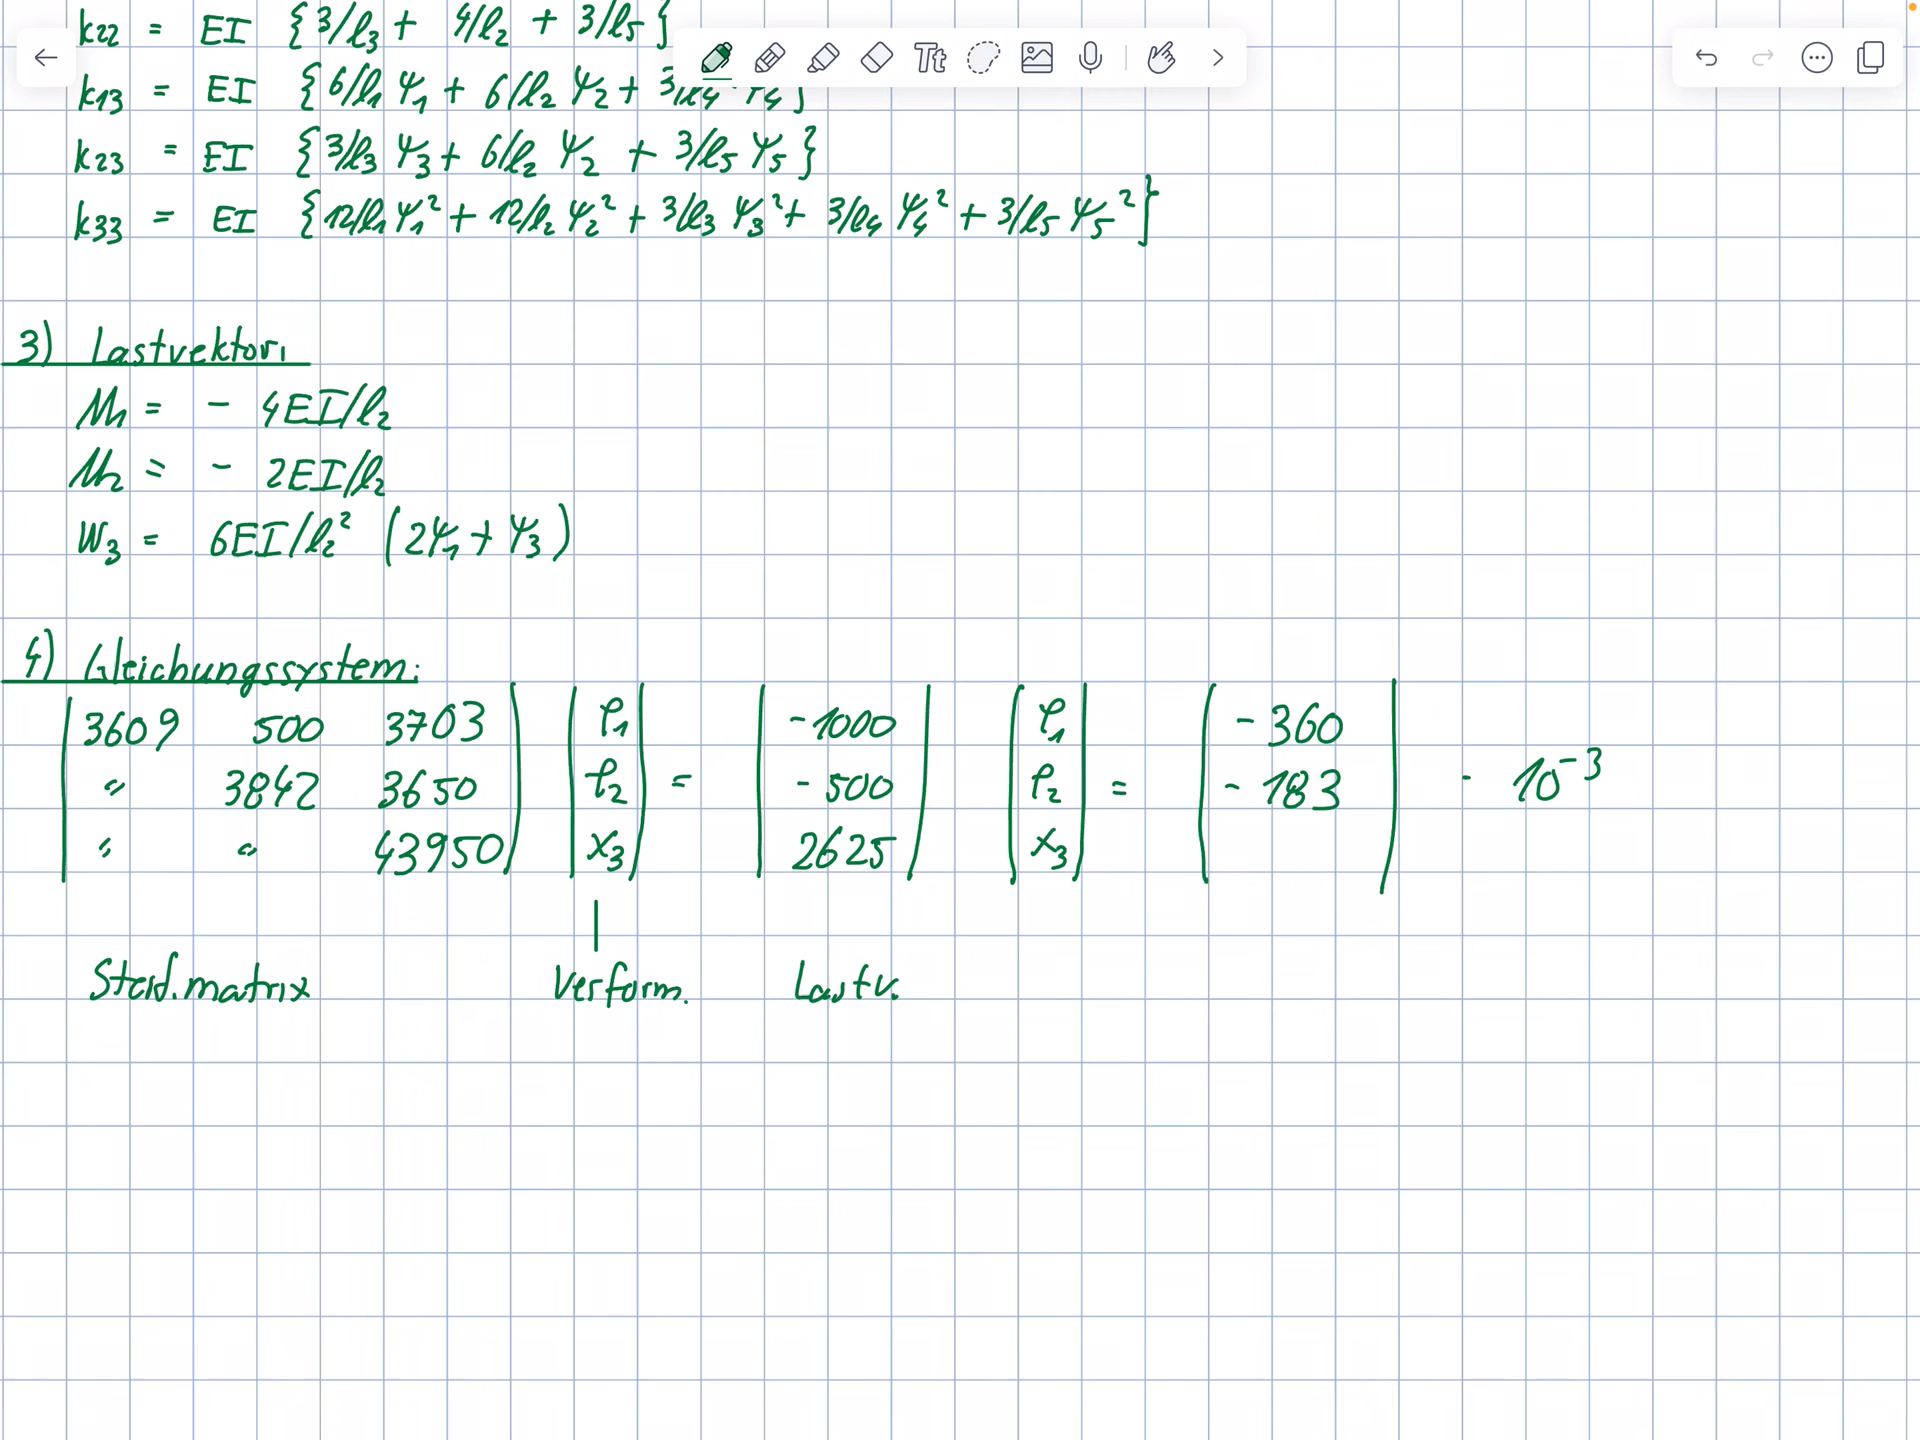 k22 = EI {3/l3 + 4/l2 + 3/l5}
k13 = EI {6/l1 ψ1 + 6/l2 ψ2 + 3/l4 ψ4}
k23 = EI {3/l3 ψ3 + 6/l2 ψ2 + 3/l5 ψ5}
k33 = EI {12/l1 ψ1² + 12/l2 ψ2² + 3/l3 ψ3² + 3/l4 ψ4² + 3/l5 ψ5²}
3) Lastvektor:
M1 = - 4EI/l2
M2 = - 2EI/l2
W3 = 6EI/l2² (2ψ1 + ψ3)
4) Gleichungssystem:
3609 500 3703 φ1 -1000 φ1 -360
" 3842 3650 φ2 = -500 φ2 = -183 · 10⁻³
" " 43950 x3 2625 x3
Steif.matrix Verform. Lastv.
Tt